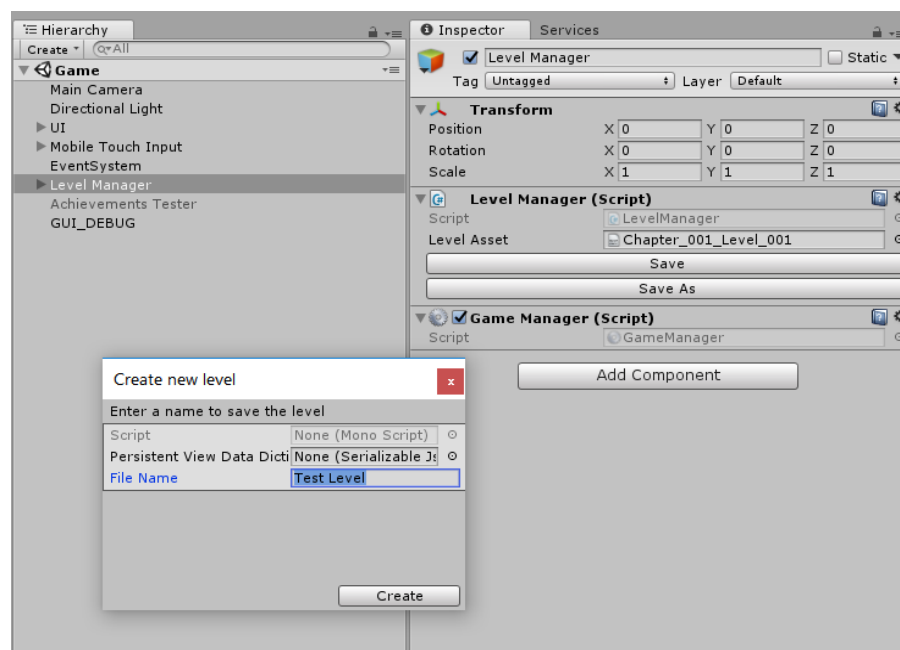 Hierarchy
Create
All
Game
Main Camera
Directional Light
UI
Mobile Touch Input
EventSystem
Level Manager
Achievements Tester
GUI_DEBUG
Inspector Services
Level Manager Static
Tag Untagged Layer Default
Transform
Position X 0 Y 0 Z 0
Rotation X 0 Y 0 Z 0
Scale X 1 Y 1 Z 1
Level Manager (Script)
Script LevelManager
Level Asset Chapter_001_Level_001
Save
Save As
Game Manager (Script)
Script GameManager
Add Component
Create new level
x
Enter a name to save the level
Script None (Mono Script)
Persistent View Data Dicti None (Serializable Js
File Name Test Level
Create